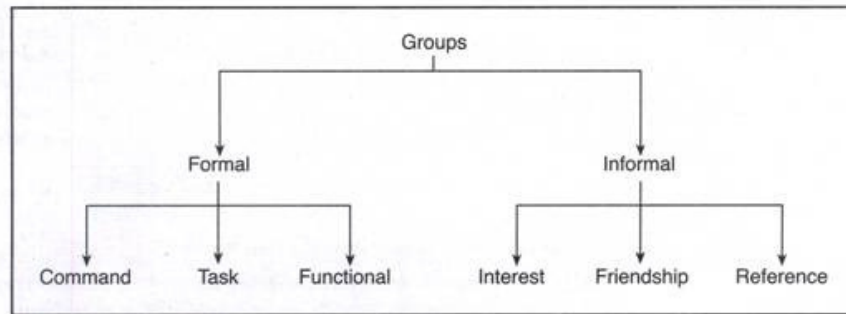 Groups
Formal Informal
Command Task Functional Interest Friendship Reference